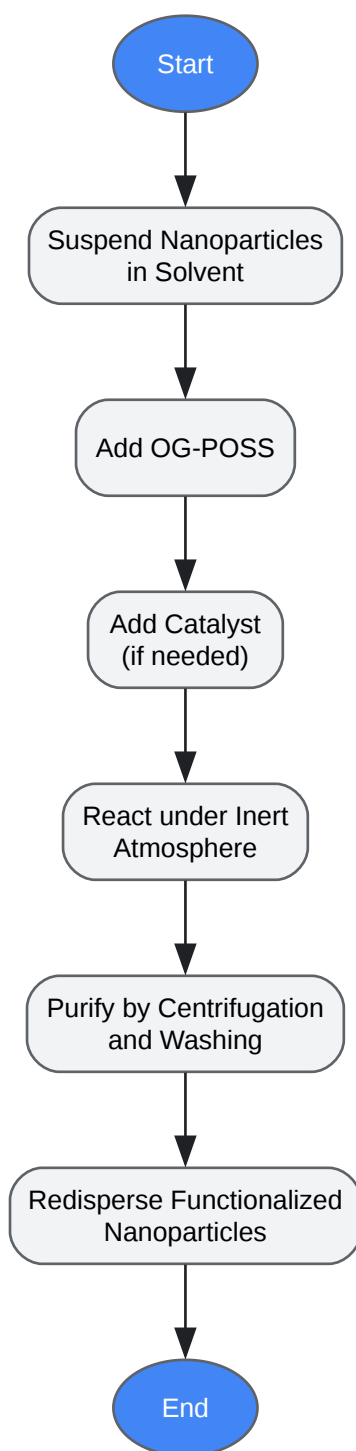 Start
Suspend Nanoparticles
in Solvent
Add OG-POSS
Add Catalyst
(if needed)
React under Inert
Atmosphere
Purify by Centrifugation
and Washing
Redisperse Functionalized
Nanoparticles
End